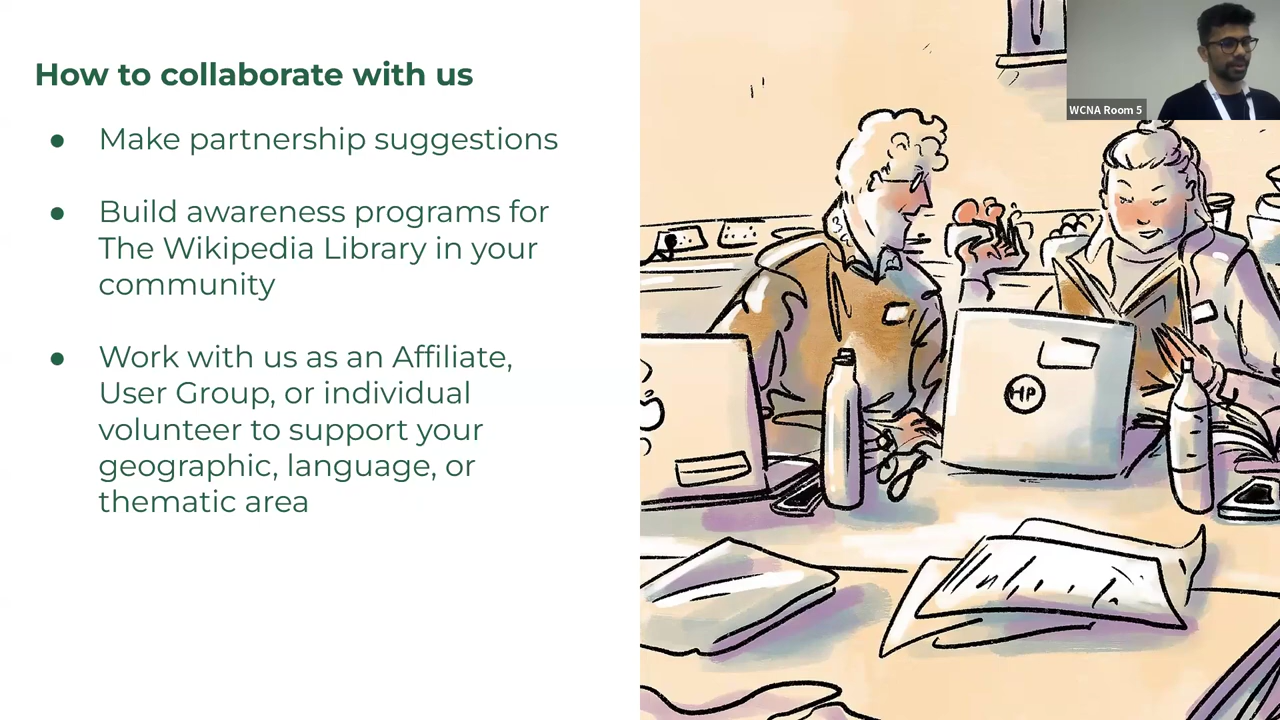 How to collaborate with us
● Make partnership suggestions
● Build awareness programs for
The Wikipedia Library in your
community
● Work with us as an Affiliate,
User Group, or individual
volunteer to support your
geographic, language, or
thematic area
WCNA Room 5
HP